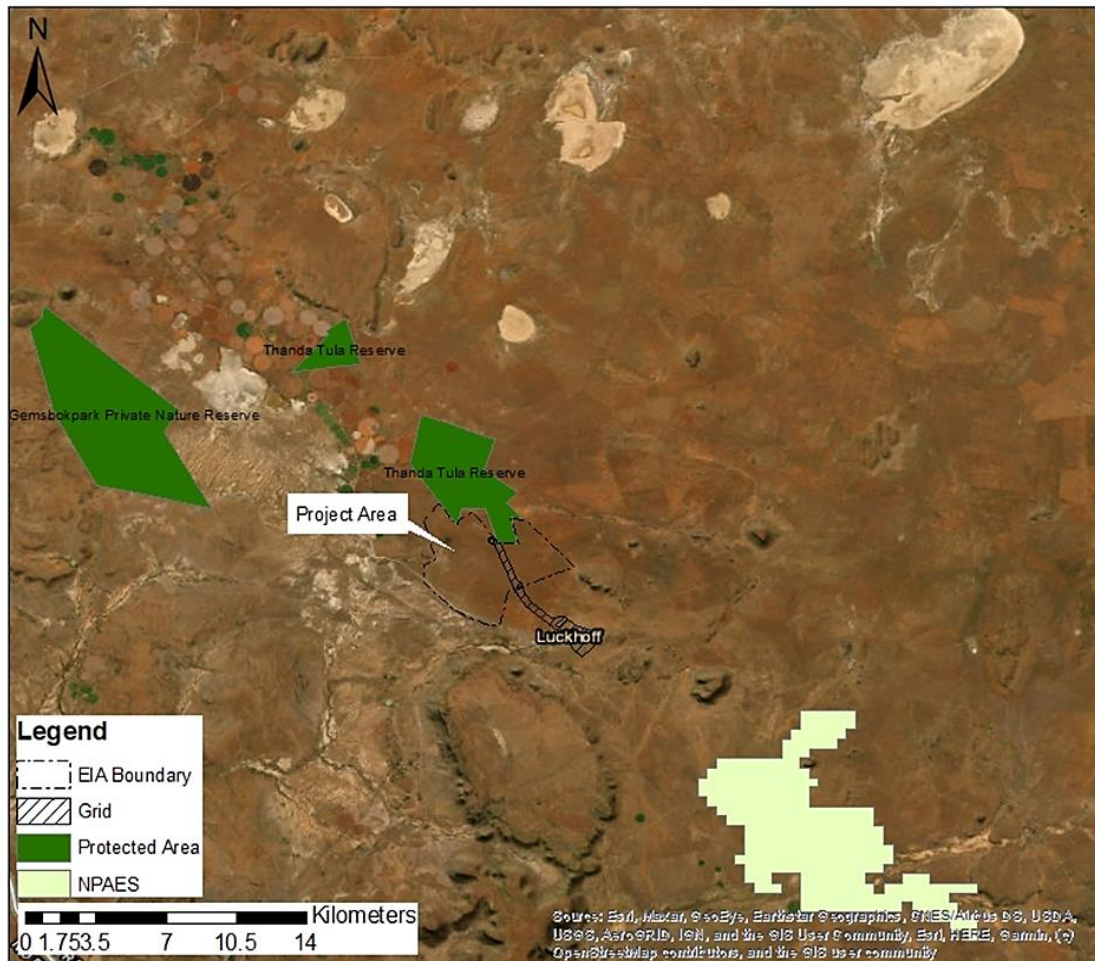 N
Thanda Tula Reserve
Gemsbokpark Private Nature Reserve
Thanda Tula Reserve
Project Area
Luckhoff
Legend
EIA Boundary
Grid
Protected Area
NPAES
Kilometers
0 1.75 3.5 7 10.5 14
Source: Esri, Maxar, GeoEye, Earthstar Geographics, CNES/Airbus DS, USDA,
USGS, AeroGRID, IGN, and the GIS User Community, Esri, HERE, Garmin, (c)
OpenStreetMap contributors, and the GIS user community